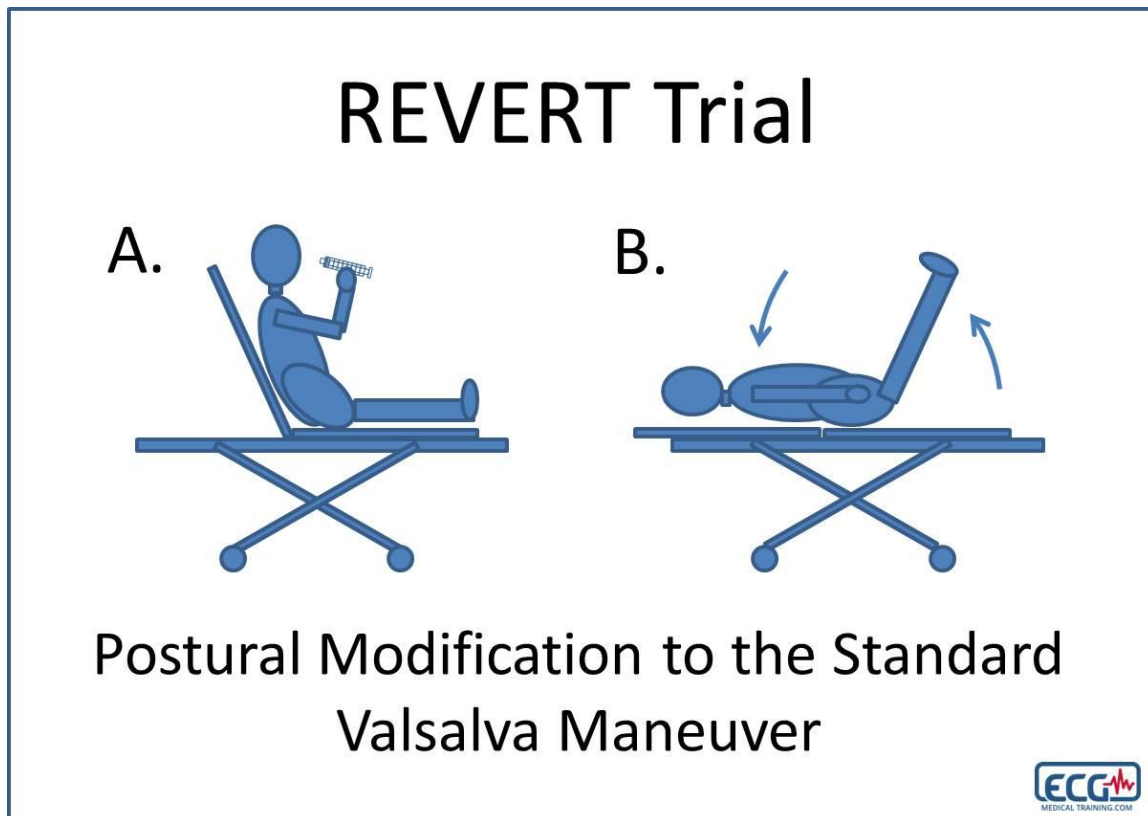 REVERT Trial
A.
B.
Postural Modification to the Standard
Valsalva Maneuver
ECG
MEDICAL TRAINING.COM